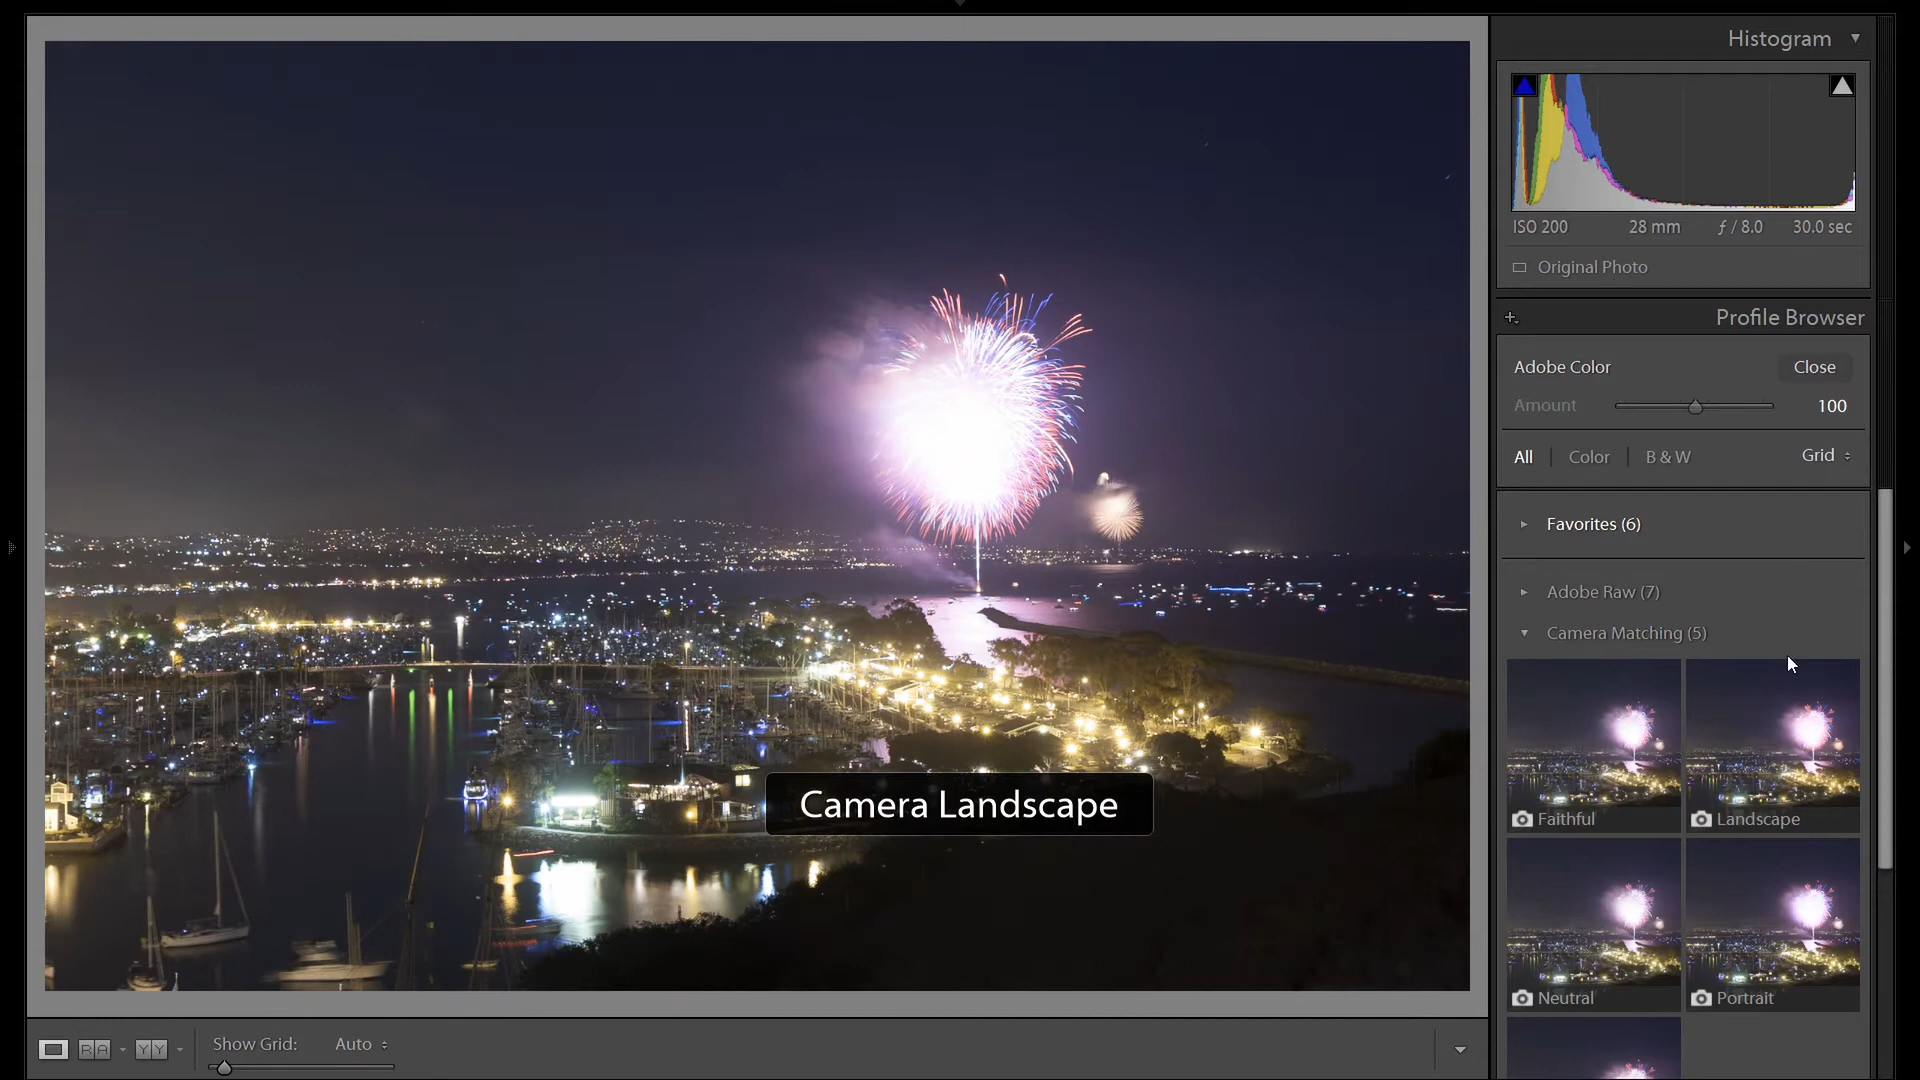 Histogram
ISO 200 28 mm ƒ / 8.0 30.0 sec
Original Photo
Profile Browser
Adobe Color Close
Amount 100
All Color B & W Grid
Favorites (6)
Adobe Raw (7)
Camera Matching (5)
Faithful Landscape
Neutral Portrait
Camera Landscape
R A Y Y Show Grid: Auto